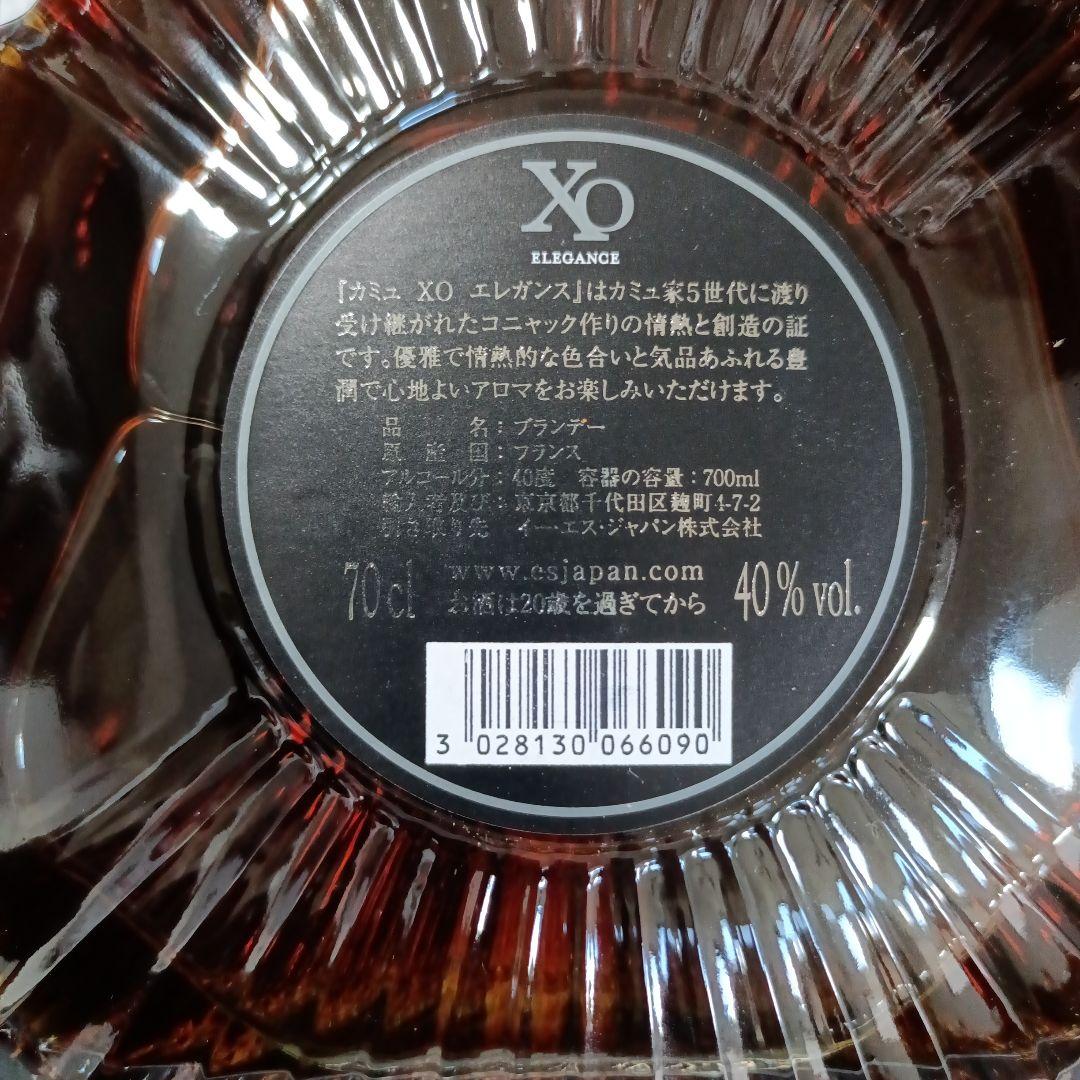 XO
ELEGANCE
『カミュ XO エレガンス』はカミュ家5世代に渡り
受け継がれたコニャック作りの情熱と創造の証
です。優雅で情熱的な色合いと気品あふれる豊
潤で心地よいアロマをお楽しみいただけます。
品 名：ブランデー
原 産 国：フランス
アルコール分：40度 容器の容量：700ml
輸入者及び：東京都千代田区麹町4-7-2
引き取り先 イー・エス・ジャパン株式会社
70cl www.esjapan.com 40%vol.
お酒は20歳を過ぎてから
3 028130 066090